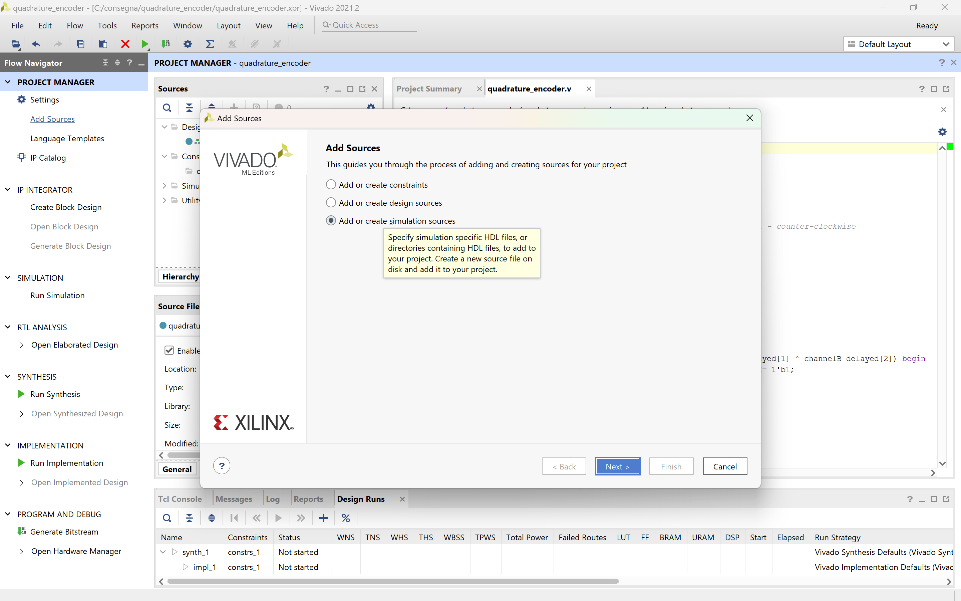 quadrature_encoder - [C:/consegna/quadrature_encoder/quadrature_encoder.xpr] - Vivado 2021.2
File Edit Flow Tools Reports Window Layout View Help Quick Access Ready
Default Layout
Flow Navigator
PROJECT MANAGER - quadrature_encoder
PROJECT MANAGER
Settings
Add Sources
Language Templates
IP Catalog
IP INTEGRATOR
Create Block Design
Open Block Design
Generate Block Design
SIMULATION
Run Simulation
RTL ANALYSIS
Open Elaborated Design
SYNTHESIS
Run Synthesis
Open Synthesized Design
IMPLEMENTATION
Run Implementation
Open Implemented Design
PROGRAM AND DEBUG
Generate Bitstream
Open Hardware Manager
Sources
Project Summary
quadrature_encoder.v
Desig
Cons
c
Simu
Utility
Hierarchy
Source File
quadratu
Enable
Location:
Type:
Library:
Size:
Modified:
General
- counter-clockwise
yed[1] ^ channelB_delayed[2]) begin
= 1'b1;
Add Sources
VIVADO
ML Editions
XILINX
Add Sources
This guides you through the process of adding and creating sources for your project
Add or create constraints
Add or create design sources
Add or create simulation sources
Specify simulation specific HDL files, or
directories containing HDL files, to add to
your project. Create a new source file on
disk and add it to your project.
?
< Back Next > Finish Cancel
Tcl Console Messages Log Reports Design Runs
Name Constraints Status WNS TNS WHS THS WBSS TPWS Total Power Failed Routes LUT FF BRAM URAM DSP Start Elapsed Run Strategy
synth_1 constrs_1 Not started Vivado Synthesis Defaults (Vivado Synt
impl_1 constrs_1 Not started Vivado Implementation Defaults (Vivac